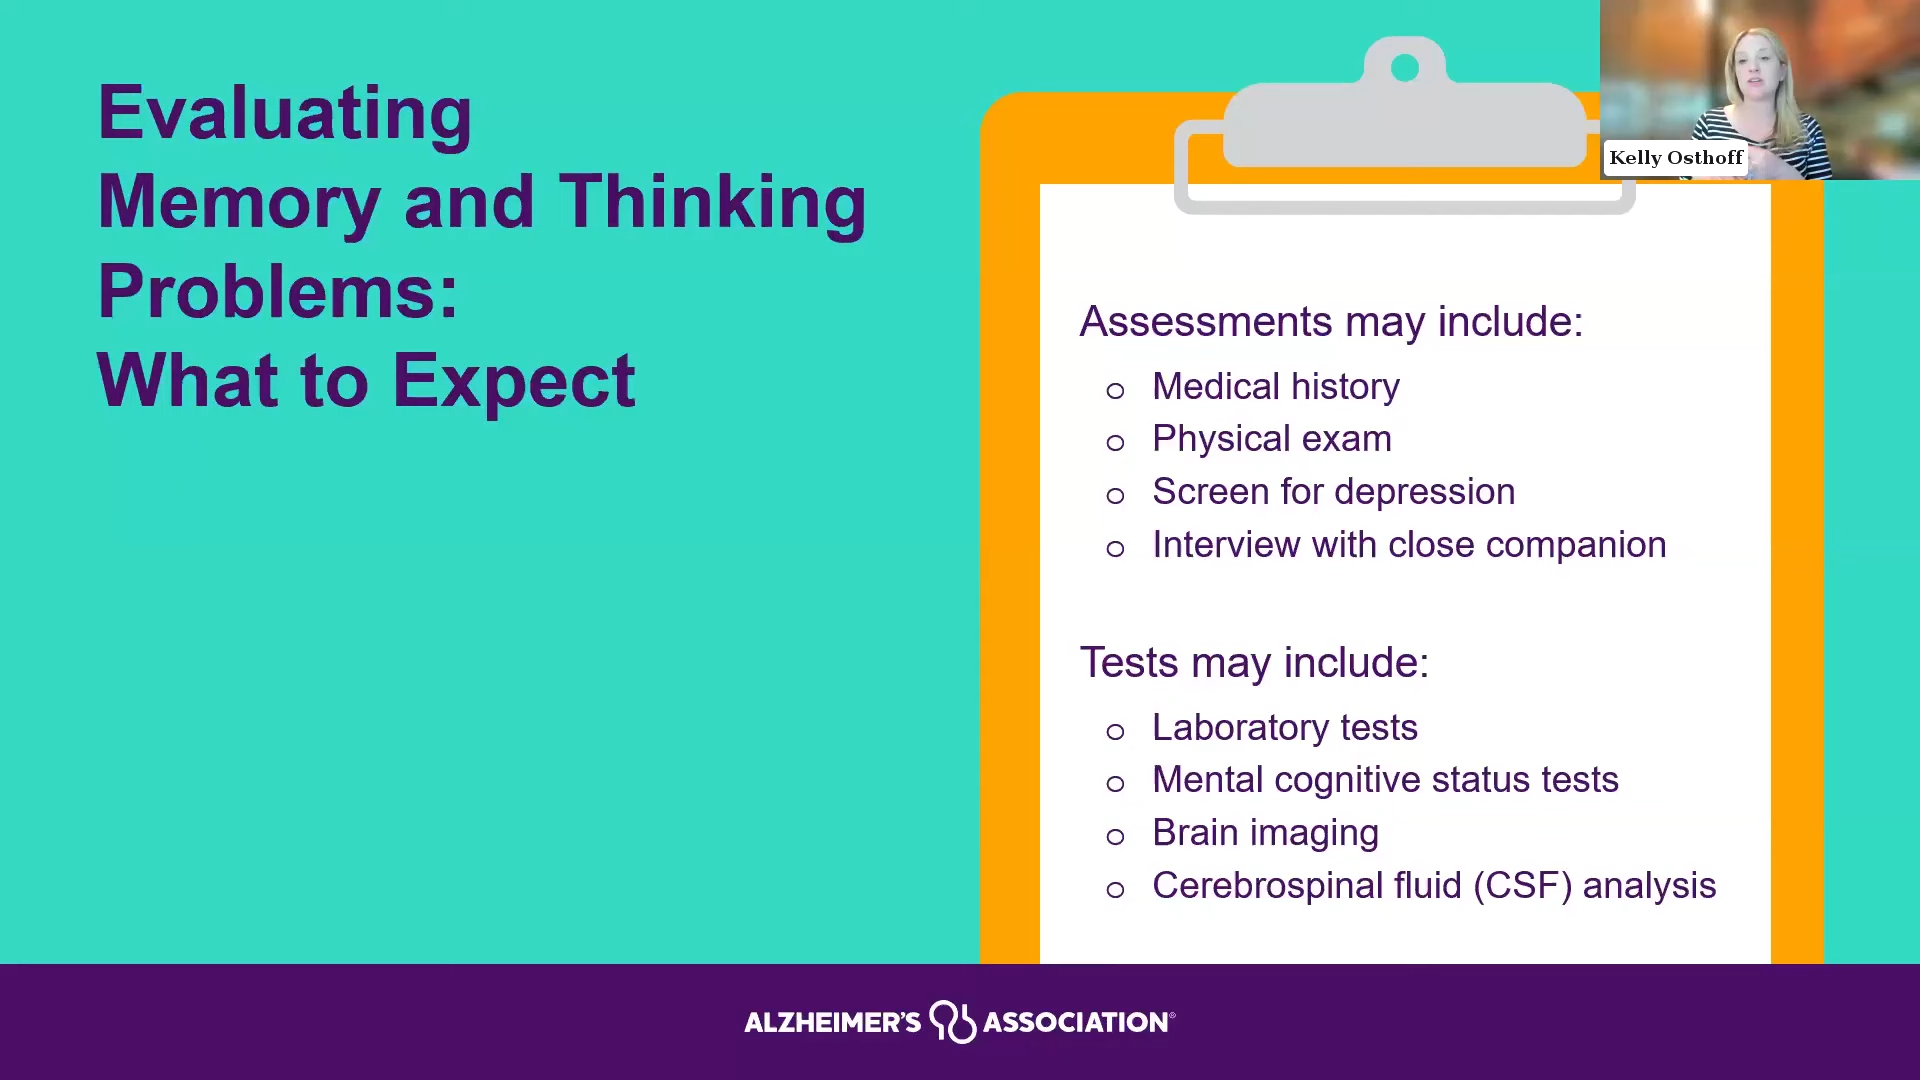 Evaluating
Memory and Thinking
Problems:
What to Expect
Kelly Osthoff
Assessments may include:
o Medical history
o Physical exam
o Screen for depression
o Interview with close companion
Tests may include:
o Laboratory tests
o Mental cognitive status tests
o Brain imaging
o Cerebrospinal fluid (CSF) analysis
ALZHEIMER'S ASSOCIATION®